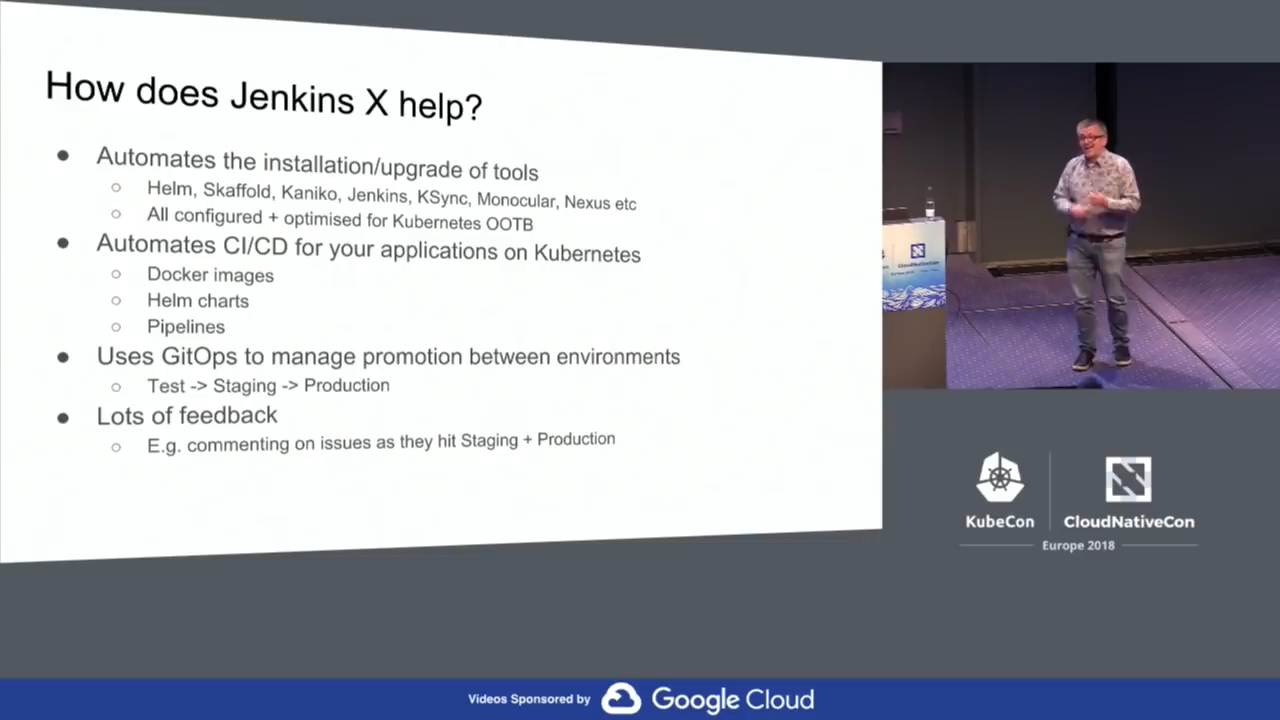 How does Jenkins X help?
● Automates the installation/upgrade of tools
○ Helm, Skaffold, Kaniko, Jenkins, KSync, Monocular, Nexus etc
○ All configured + optimised for Kubernetes OOTB
● Automates CI/CD for your applications on Kubernetes
○ Docker images
○ Helm charts
○ Pipelines
● Uses GitOps to manage promotion between environments
○ Test -> Staging -> Production
● Lots of feedback
○ E.g. commenting on issues as they hit Staging + Production
CloudNativeCon
KubeCon
CloudNativeCon
Europe 2018
Videos Sponsored by Google Cloud